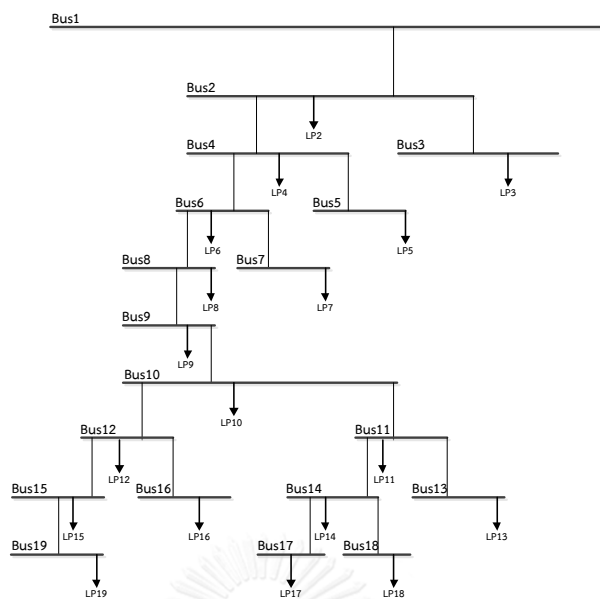 Bus1
Bus2
LP2
Bus4
Bus3
LP4
LP3
Bus6
Bus5
LP6
LP5
Bus8
Bus7
LP8
LP7
Bus9
LP9
Bus10
LP10
Bus12
Bus11
LP12
LP11
Bus15
Bus16
Bus14
Bus13
LP15
LP16
LP14
LP13
Bus19
Bus17
Bus18
LP19
LP17
LP18